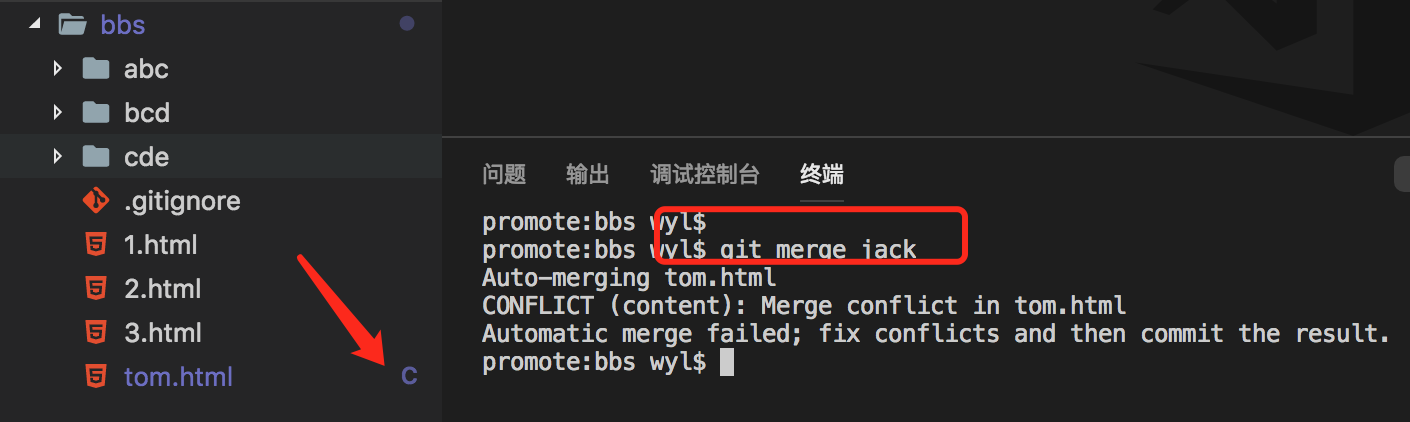 bbs
abc
bcd
cde
.gitignore
1.html
2.html
3.html
tom.html C
问题 输出 调试控制台 终端
promote:bbs wyl$
promote:bbs wyl$ git merge jack
Auto-merging tom.html
CONFLICT (content): Merge conflict in tom.html
Automatic merge failed; fix conflicts and then commit the result.
promote:bbs wyl$